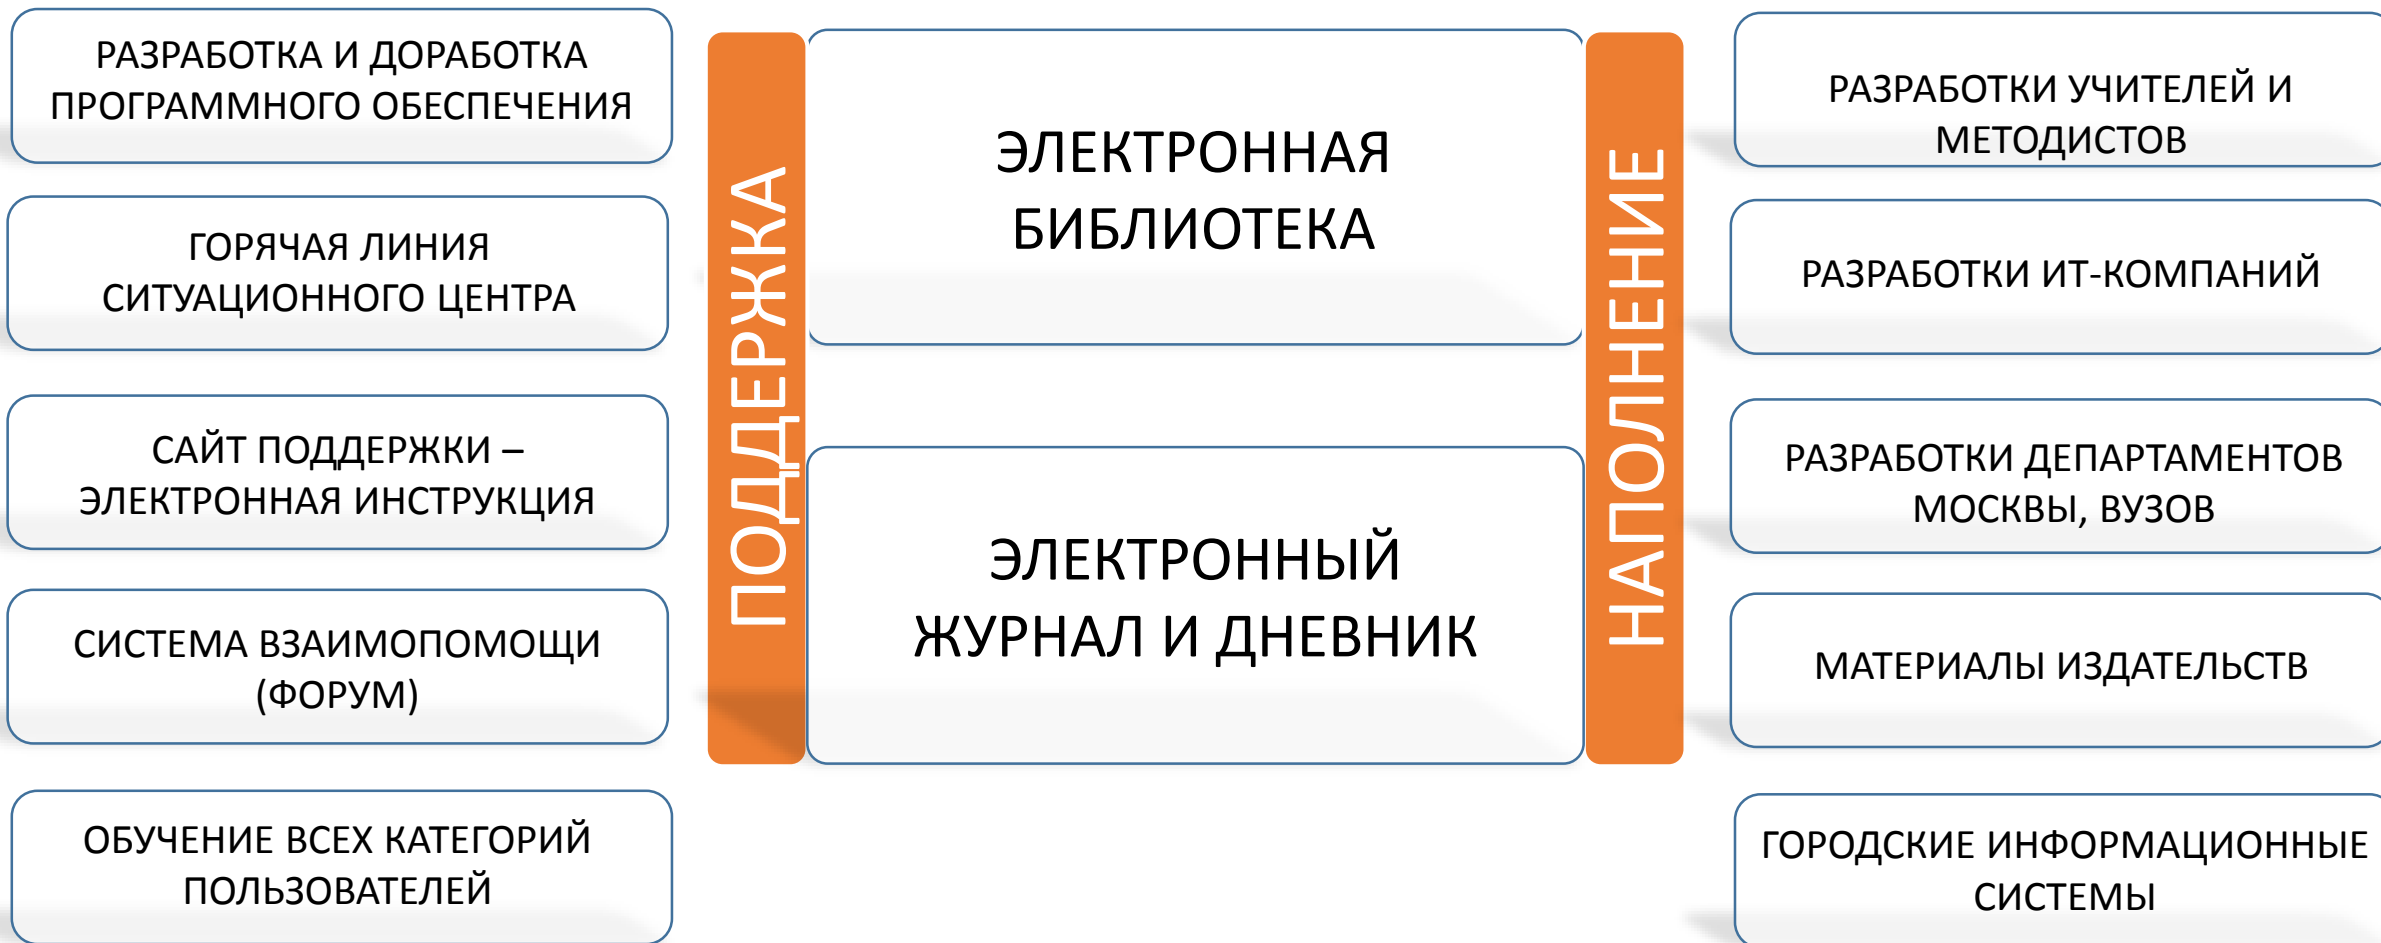 РАЗРАБОТКА И ДОРАБОТКА
ПРОГРАММНОГО ОБЕСПЕЧЕНИЯ
ГОРЯЧАЯ ЛИНИЯ
СИТУАЦИОННОГО ЦЕНТРА
САЙТ ПОДДЕРЖКИ –
ЭЛЕКТРОННАЯ ИНСТРУКЦИЯ
СИСТЕМА ВЗАИМОПОМОЩИ
(ФОРУМ)
ОБУЧЕНИЕ ВСЕХ КАТЕГОРИЙ
ПОЛЬЗОВАТЕЛЕЙ
ПОДДЕРЖКА
ЭЛЕКТРОННАЯ
БИБЛИОТЕКА
ЭЛЕКТРОННЫЙ
ЖУРНАЛ И ДНЕВНИК
НАПОЛНЕНИЕ
РАЗРАБОТКИ УЧИТЕЛЕЙ И
МЕТОДИСТОВ
РАЗРАБОТКИ ИТ-КОМПАНИЙ
РАЗРАБОТКИ ДЕПАРТАМЕНТОВ
МОСКВЫ, ВУЗОВ
МАТЕРИАЛЫ ИЗДАТЕЛЬСТВ
ГОРОДСКИЕ ИНФОРМАЦИОННЫЕ
СИСТЕМЫ